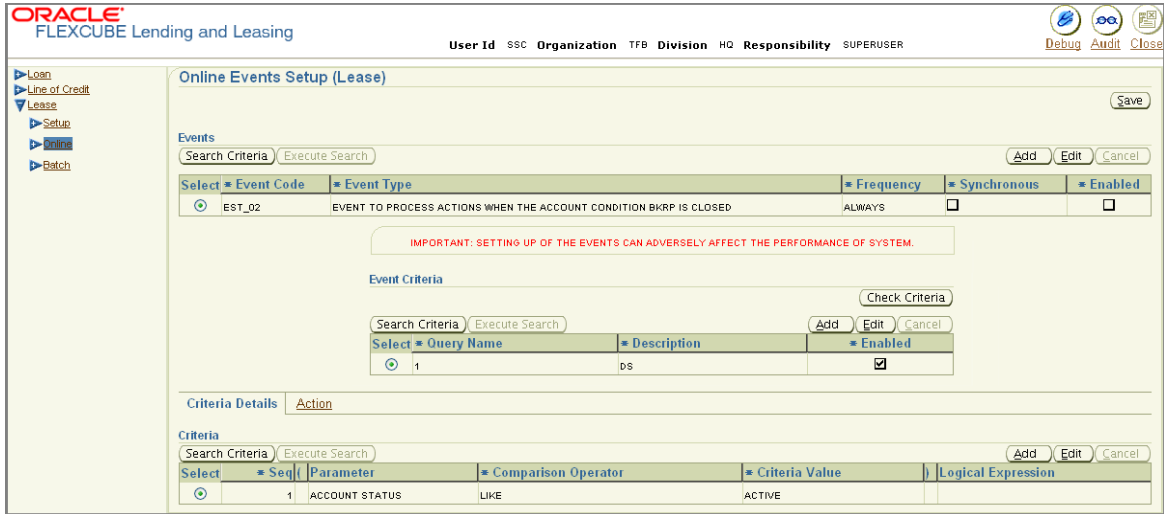 ORACLE
FLEXCUBE Lending and Leasing
User Id SSC Organization TFB Division HQ Responsibility SUPERUSER
Debug Audit Close
Loan
Line of Credit
Lease
Setup
Online
Batch
Online Events Setup (Lease)
Save
Events
Search Criteria Execute Search Add Edit Cancel
Select * Event Code * Event Type * Frequency * Synchronous * Enabled
EST_02 EVENT TO PROCESS ACTIONS WHEN THE ACCOUNT CONDITION BKRP IS CLOSED ALWAYS
IMPORTANT: SETTING UP OF THE EVENTS CAN ADVERSELY AFFECT THE PERFORMANCE OF SYSTEM.
Event Criteria
Check Criteria
Search Criteria Execute Search Add Edit Cancel
Select * Query Name * Description * Enabled
1 DS
Criteria Details Action
Criteria
Search Criteria Execute Search Add Edit Cancel
Select * Seq ( Parameter * Comparison Operator * Criteria Value ) Logical Expression
1 ACCOUNT STATUS LIKE ACTIVE